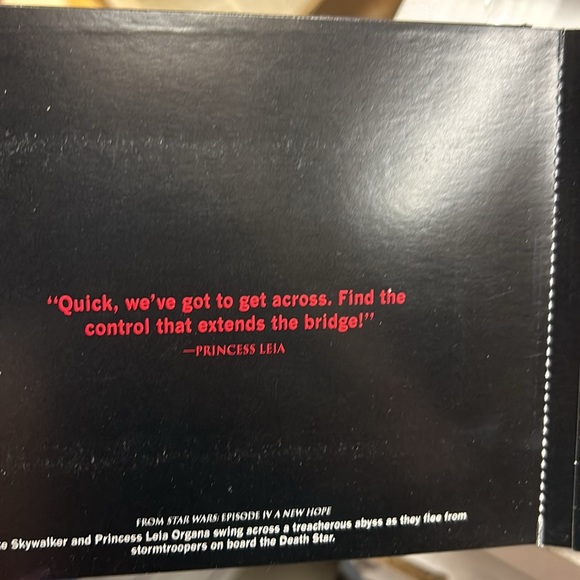 “Quick, we’ve got to get across. Find the
control that extends the bridge!”
—PRINCESS LEIA
FROM STAR WARS: EPISODE IV A NEW HOPE
Skywalker and Princess Leia Organa swing across a treacherous abyss as they flee from
stormtroopers on board the Death Star.